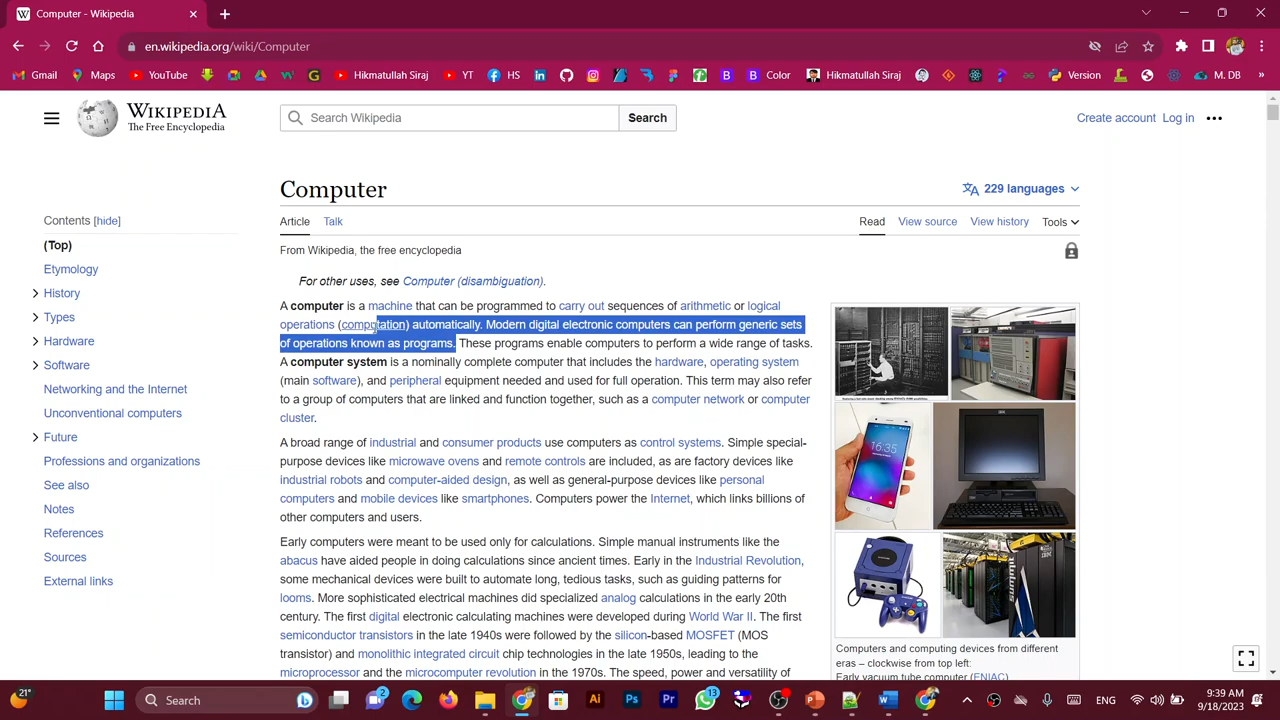 Computer - Wikipedia
en.wikipedia.org/wiki/Computer
Gmail Maps YouTube Hikmatullah Siraj YT HS Color Hikmatullah Siraj Version M. DB »
WIKIPEDIA
The Free Encyclopedia
Search Wikipedia Search
Create account Log in
Computer
229 languages
Contents [hide]
Article Talk
Read View source View history Tools
(Top)
From Wikipedia, the free encyclopedia
Etymology
History
Types
Hardware
Software
Networking and the Internet
Unconventional computers
Future
Professions and organizations
See also
Notes
References
Sources
External links
For other uses, see Computer (disambiguation).
A computer is a machine that can be programmed to carry out sequences of arithmetic or logical
operations (computation) automatically. Modern digital electronic computers can perform generic sets
of operations known as programs. These programs enable computers to perform a wide range of tasks.
A computer system is a nominally complete computer that includes the hardware, operating system
(main software), and peripheral equipment needed and used for full operation. This term may also refer
to a group of computers that are linked and function together, such as a computer network or computer
cluster.
A broad range of industrial and consumer products use computers as control systems. Simple special-
purpose devices like microwave ovens and remote controls are included, as are factory devices like
industrial robots and computer-aided design, as well as general-purpose devices like personal
computers and mobile devices like smartphones. Computers power the Internet, which links billions of
other computers and users.
Early computers were meant to be used only for calculations. Simple manual instruments like the
abacus have aided people in doing calculations since ancient times. Early in the Industrial Revolution,
some mechanical devices were built to automate long, tedious tasks, such as guiding patterns for
looms. More sophisticated electrical machines did specialized analog calculations in the early 20th
century. The first digital electronic calculating machines were developed during World War II. The first
semiconductor transistors in the late 1940s were followed by the silicon-based MOSFET (MOS
transistor) and monolithic integrated circuit chip technologies in the late 1950s, leading to the
microprocessor and the microcomputer revolution in the 1970s. The speed, power and versatility of
16:35
Computers and computing devices from different
eras – clockwise from top left:
Early vacuum tube computer (ENIAC)
21°
Search
2
13
ENG
9:39 AM
9/18/2023